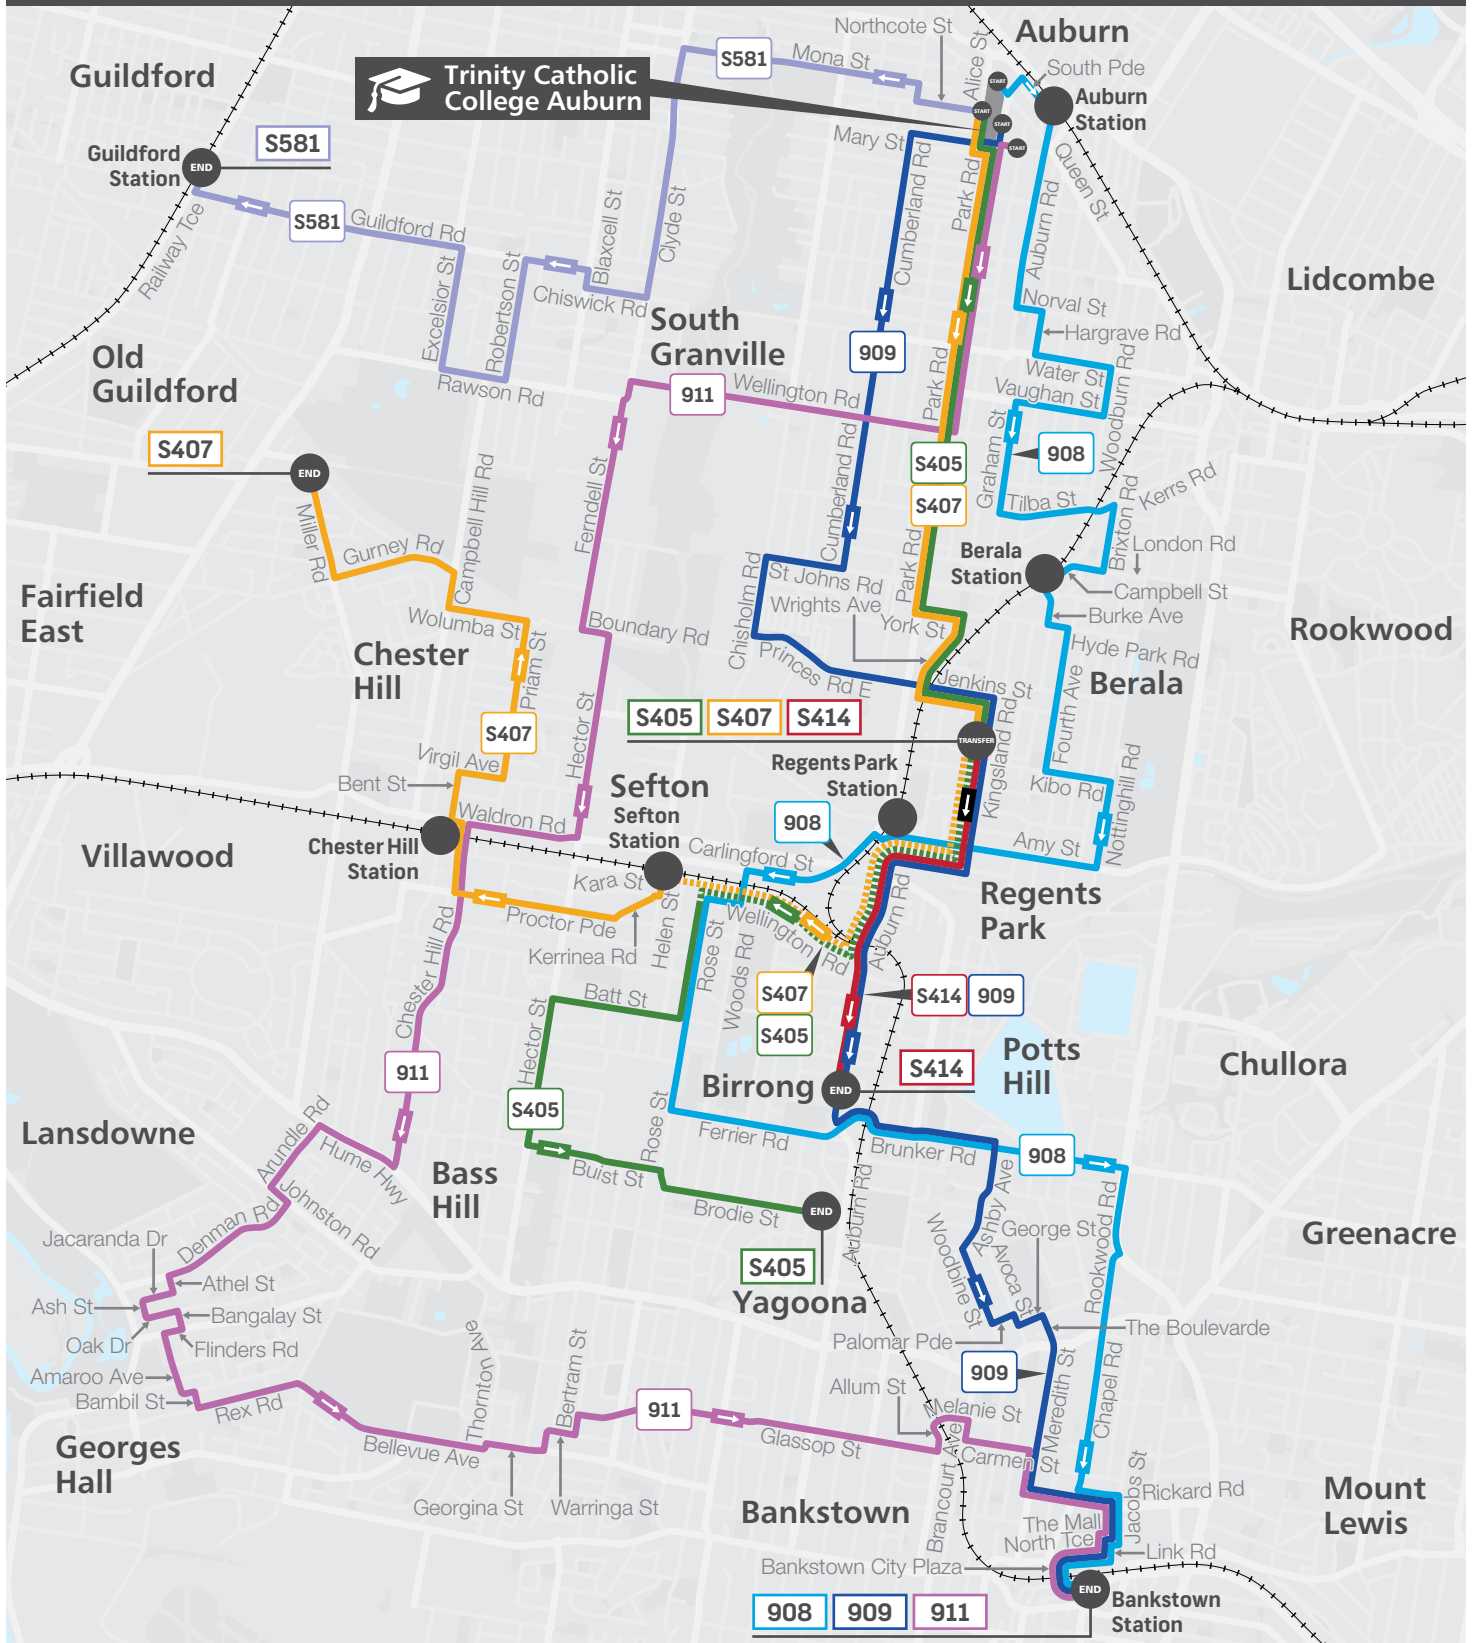 Northcote St
Auburn
Alice St
S581
Mona St
South Pde
Guildford
Trinity Catholic
College Auburn
START
START
START
START
Auburn
Station
Mary St
S581
Guildford
Station
END
Cumberland Rd
Park Rd
Queen St
Auburn Rd
S581
Guildford Rd
Railway Tce
Blaxcell St
Clyde St
Excelsior St
Robertson St
Chiswick Rd
Lidcombe
Norval St
Hargrave Rd
South
Granville
909
Old
Guildford
Rawson Rd
911
Wellington Rd
Park Rd
Water St
Vaughan St
Woodburn Rd
Graham St
908
S407
END
S405
S407
Cumberland Rd
Tilba St
Kerrs Rd
Brixton Rd
Ferndell St
Campbell Hill Rd
Miller Rd
Gurney Rd
London Rd
Berala
Station
Campbell St
Burke Ave
Park Rd
St Johns Rd
Wrights Ave
Chisholm Rd
York St
Fairfield
East
Wolumba St
Boundary Rd
Rookwood
Hyde Park Rd
Berala
Chester
Hill
Priam St
Princes Rd E
Jenkins St
Fourth Ave
S405
S407
S414
TRANSFER
Kingsland Rd
S407
Hector St
Virgil Ave
Bent St
Regents Park
Station
Kibo Rd
Nottinghill Rd
Sefton
Sefton
Station
Waldron Rd
908
Amy St
Villawood
Chester Hill
Station
Carlingford St
Kara St
Regents
Park
Proctor Pde
Kerrinea Rd
Helen St
Rose St
Wellington Rd
Woods Rd
Auburn Rd
Chester Hill Rd
Batt St
S407
S405
S414
909
Hector St
Potts
Hill
Chullora
911
Birrong
END
S414
S405
Lansdowne
Arundle Rd
Hume Hwy
Rose St
Ferrier Rd
Brunker Rd
908
Bass
Hill
Buist St
Brodie St
END
Auburn Rd
Ashby Ave
George St
Rookwood Rd
Greenacre
Johnston Rd
Denman Rd
Jacaranda Dr
Athel St
Ash St
Bangalay St
Oak Dr
Flinders Rd
Amaroo Ave
Bambil St
Rex Rd
S405
Yagoona
Woodbine St
Avoca St
Palomar Pde
The Boulevarde
909
Meredith St
Chapel Rd
Thornton Ave
Bertram St
Allum St
911
Melanie St
Georges
Hall
Bellevue Ave
Glassop St
Carmen St
Georgina St
Warringa St
Bankstown
Brancourt Ave
Jacobs St
Rickard Rd
Mount
Lewis
The Mall
North Tce
Link Rd
Bankstown City Plaza
END
Bankstown
Station
908
909
911